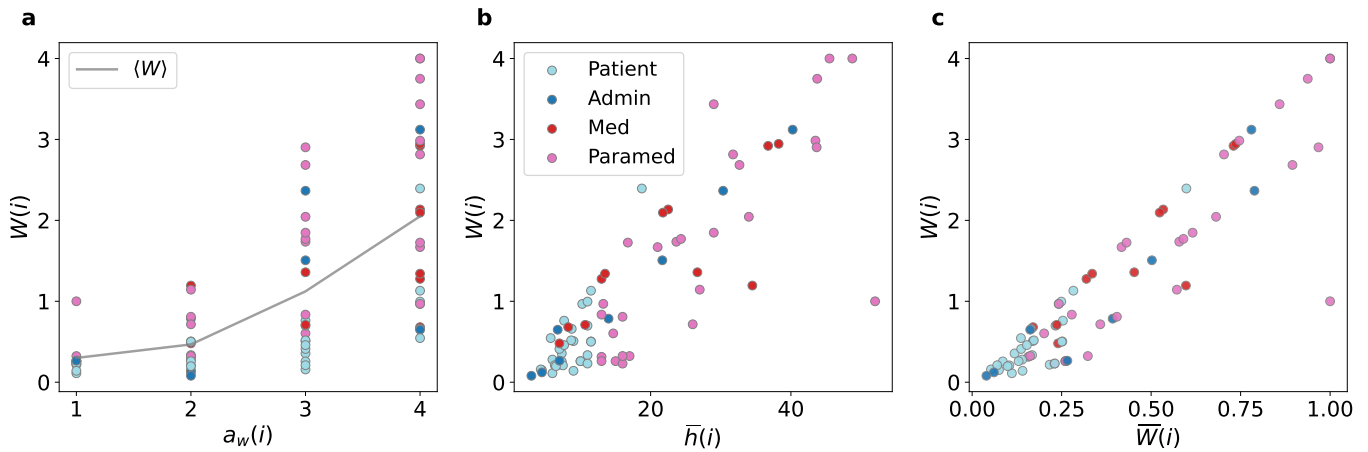 a
4
3
2
1
0
W(i)
⟨W⟩
1 2 3 4
a_w(i)
b
4
3
2
1
0
W(i)
Patient
Admin
Med
Paramed
20 40
h̅(i)
c
4
3
2
1
0
W(i)
0.00 0.25 0.50 0.75 1.00
W̅(i)